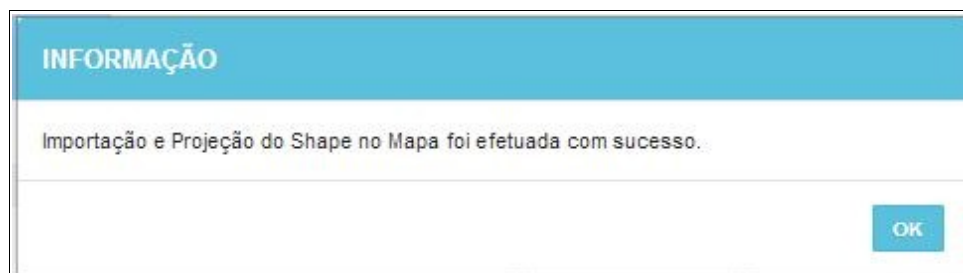 INFORMAÇÃO
Importação e Projeção do Shape no Mapa foi efetuada com sucesso.
OK